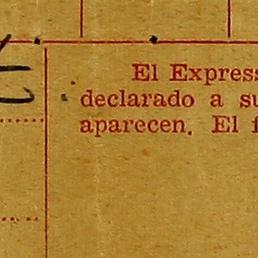 El Express
declarado a su
aparecen. El f